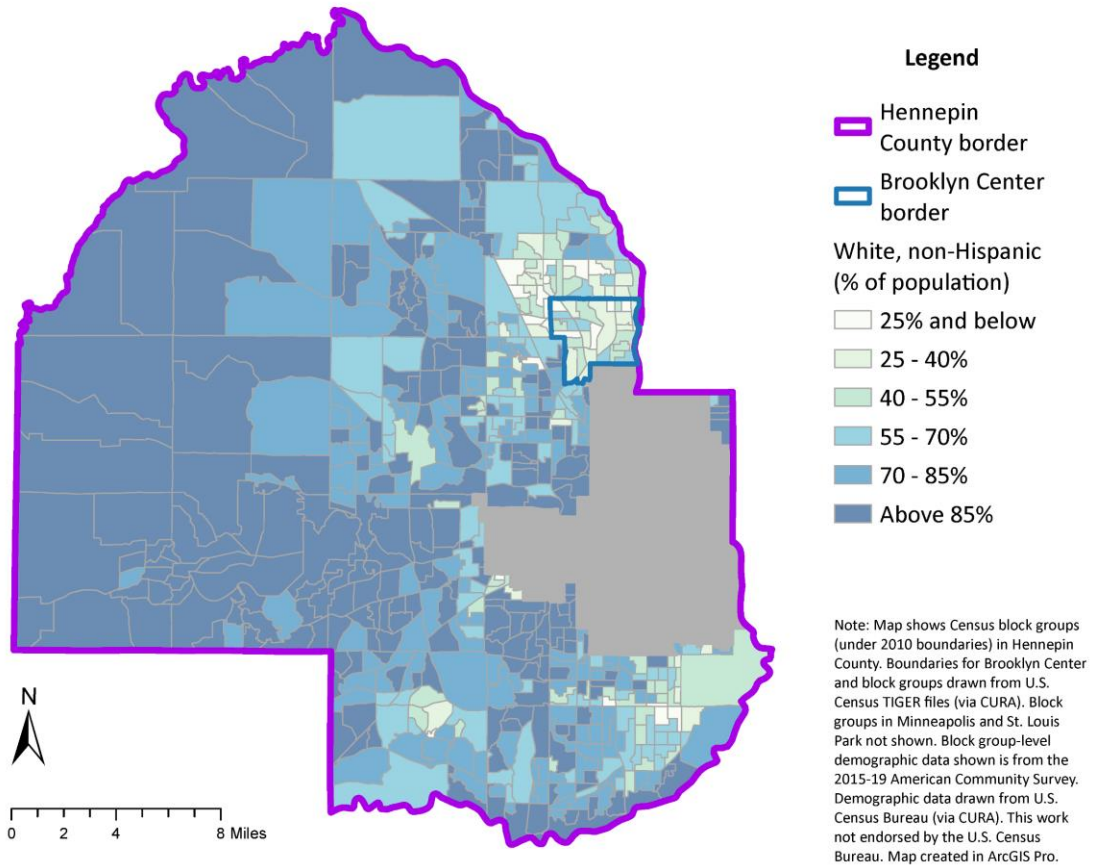 Legend
Hennepin
County border
Brooklyn Center
border
White, non-Hispanic
(% of population)
25% and below
25 - 40%
40 - 55%
55 - 70%
70 - 85%
Above 85%
Note: Map shows Census block groups
(under 2010 boundaries) in Hennepin
County. Boundaries for Brooklyn Center
and block groups drawn from U.S.
Census TIGER files (via CURA). Block
groups in Minneapolis and St. Louis
Park not shown. Block group-level
demographic data shown is from the
2015-19 American Community Survey.
Demographic data drawn from U.S.
Census Bureau (via CURA). This work
not endorsed by the U.S. Census
Bureau. Map created in ArcGIS Pro.
N
0 2 4 8 Miles